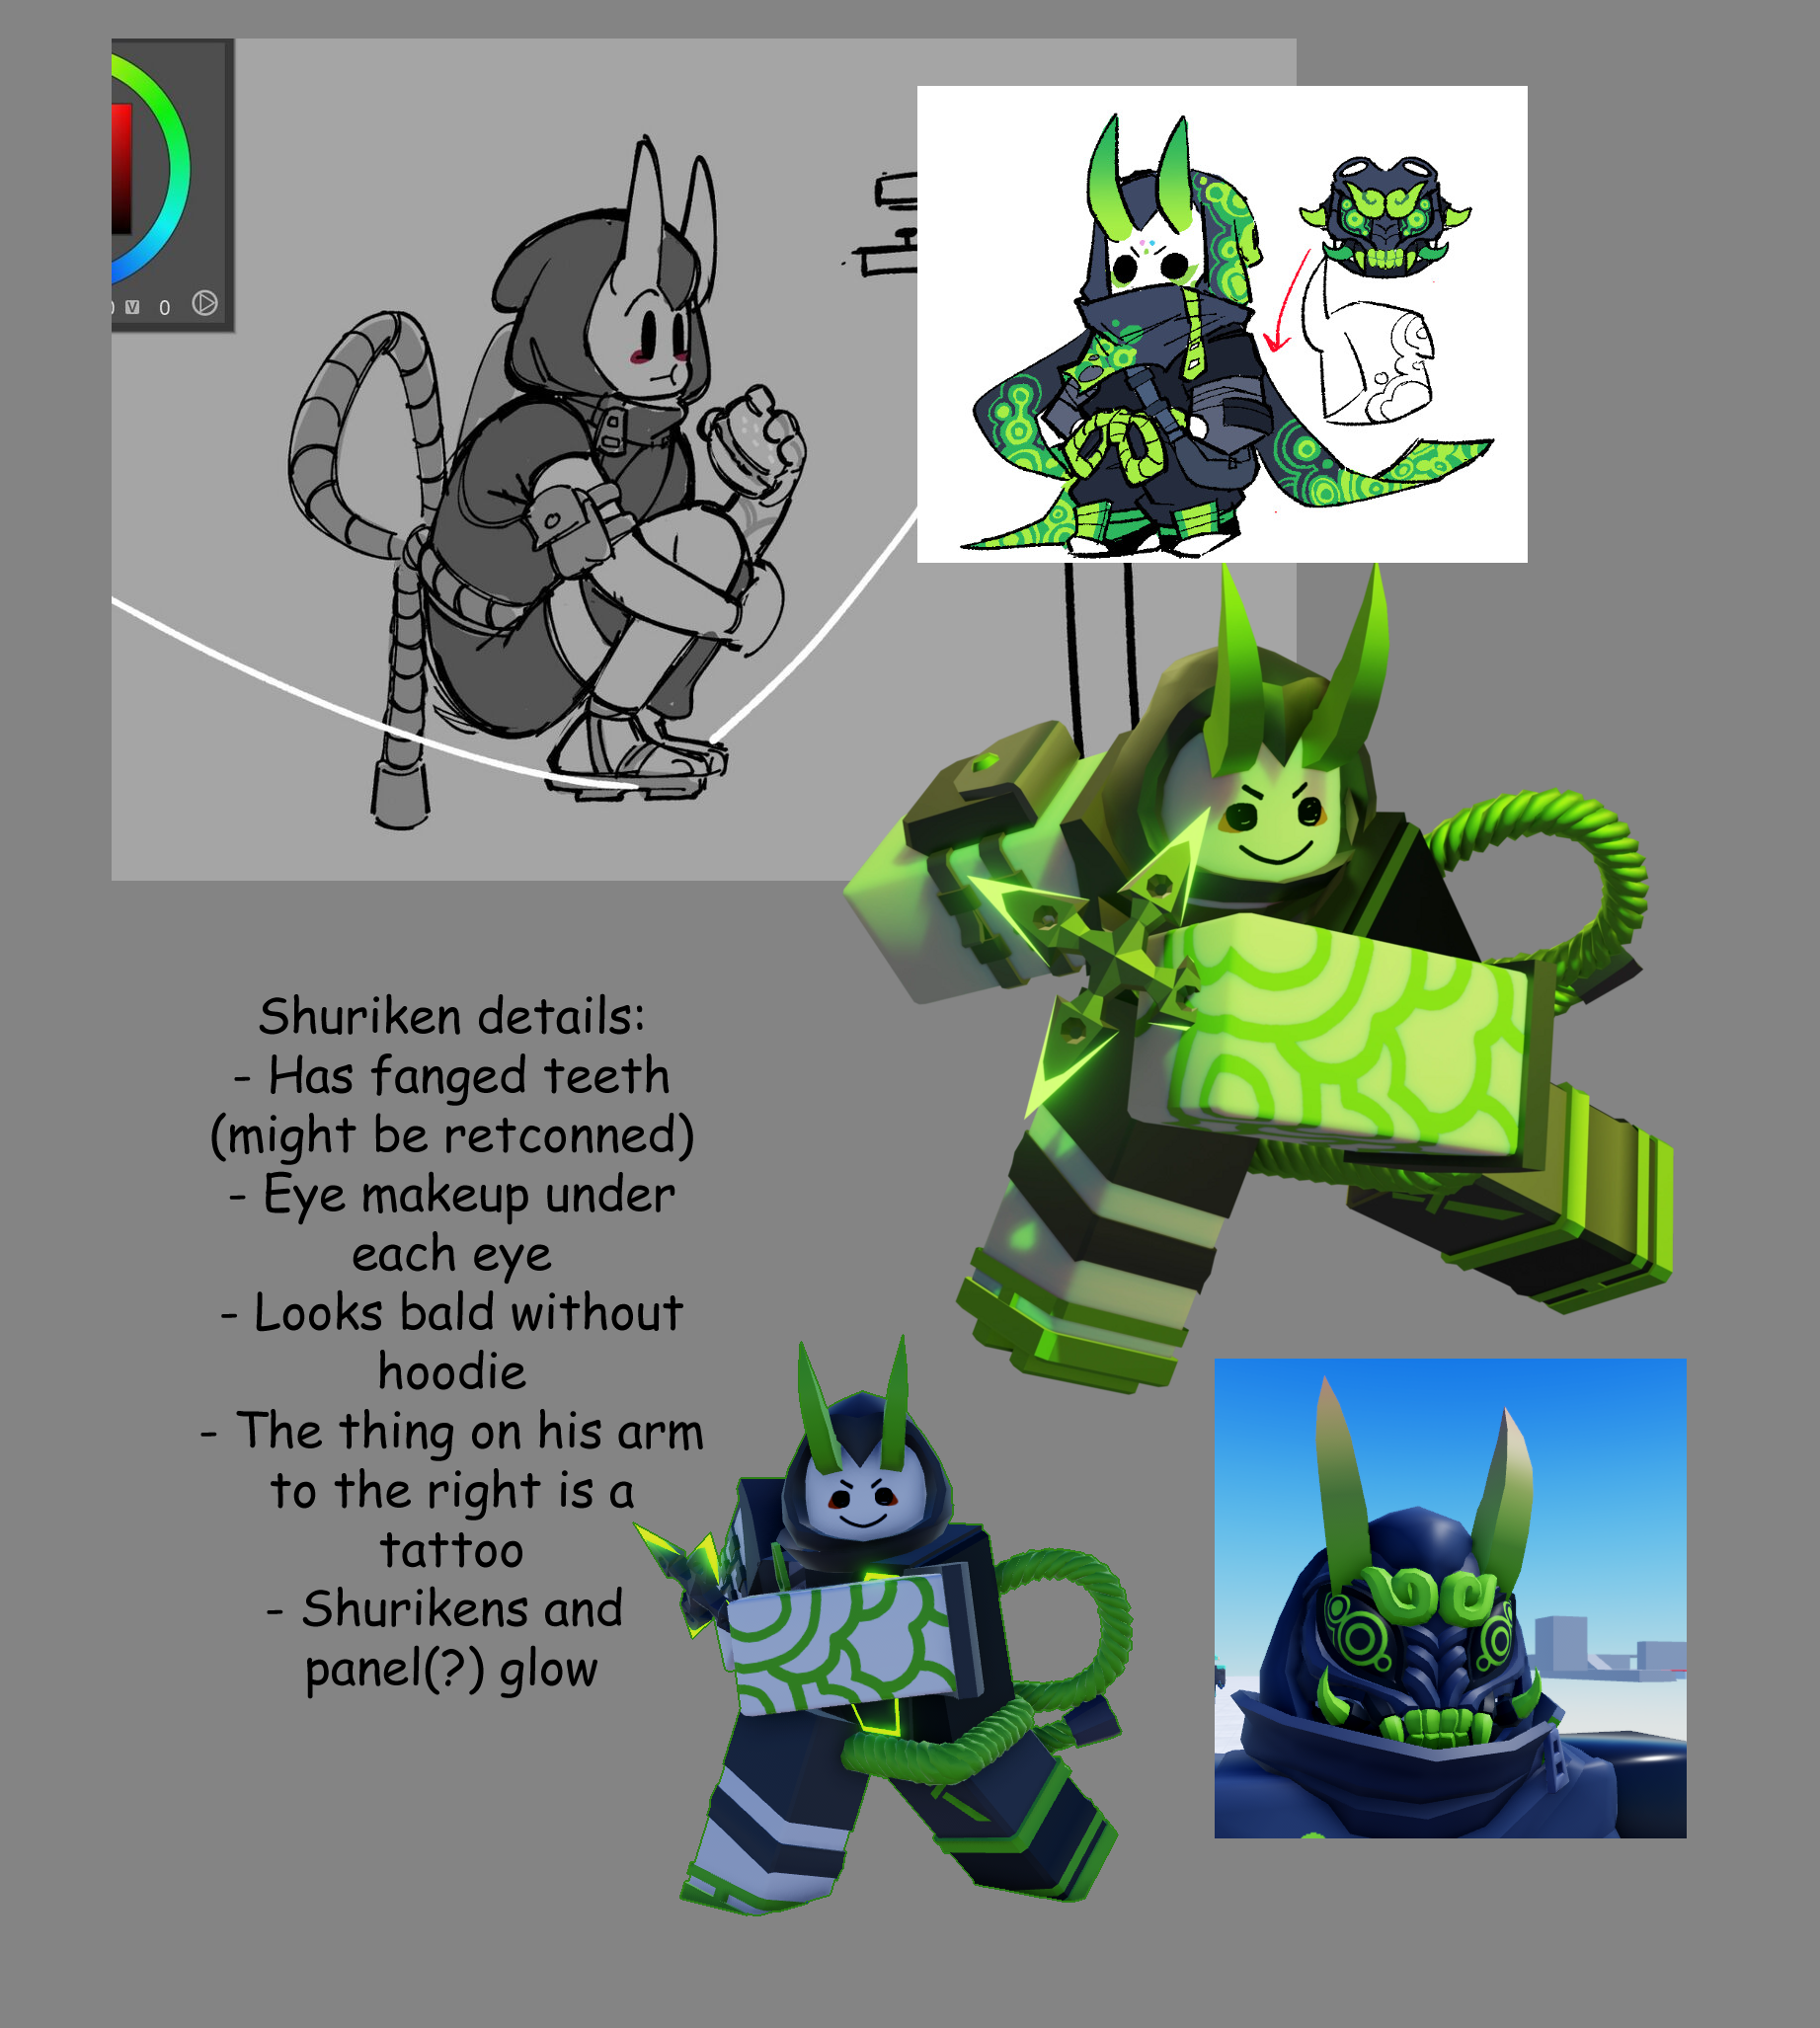 V 0
Shuriken details:
- Has fanged teeth
(might be retconned)
- Eye makeup under
each eye
- Looks bald without
hoodie
- The thing on his arm
to the right is a
tattoo
- Shurikens and
panel(?) glow